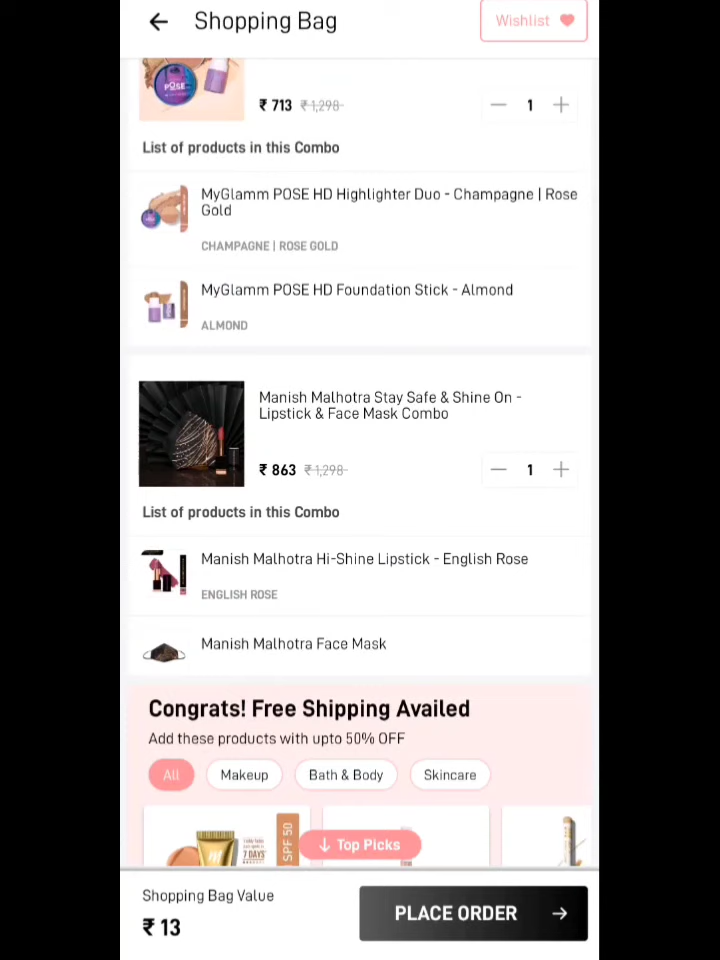 Shopping Bag
Wishlist
POSE
₹ 713 ₹ 1,298
1
List of products in this Combo
MyGlamm POSE HD Highlighter Duo - Champagne | Rose
Gold
CHAMPAGNE | ROSE GOLD
MyGlamm POSE HD Foundation Stick - Almond
ALMOND
Manish Malhotra Stay Safe & Shine On -
Lipstick & Face Mask Combo
₹ 863 ₹ 1,298
1
List of products in this Combo
Manish Malhotra Hi-Shine Lipstick - English Rose
ENGLISH ROSE
Manish Malhotra Face Mask
Congrats! Free Shipping Availed
Add these products with upto 50% OFF
All
Makeup
Bath & Body
Skincare
7 DAYS
SPF 50
↓ Top Picks
Shopping Bag Value
₹ 13
PLACE ORDER →